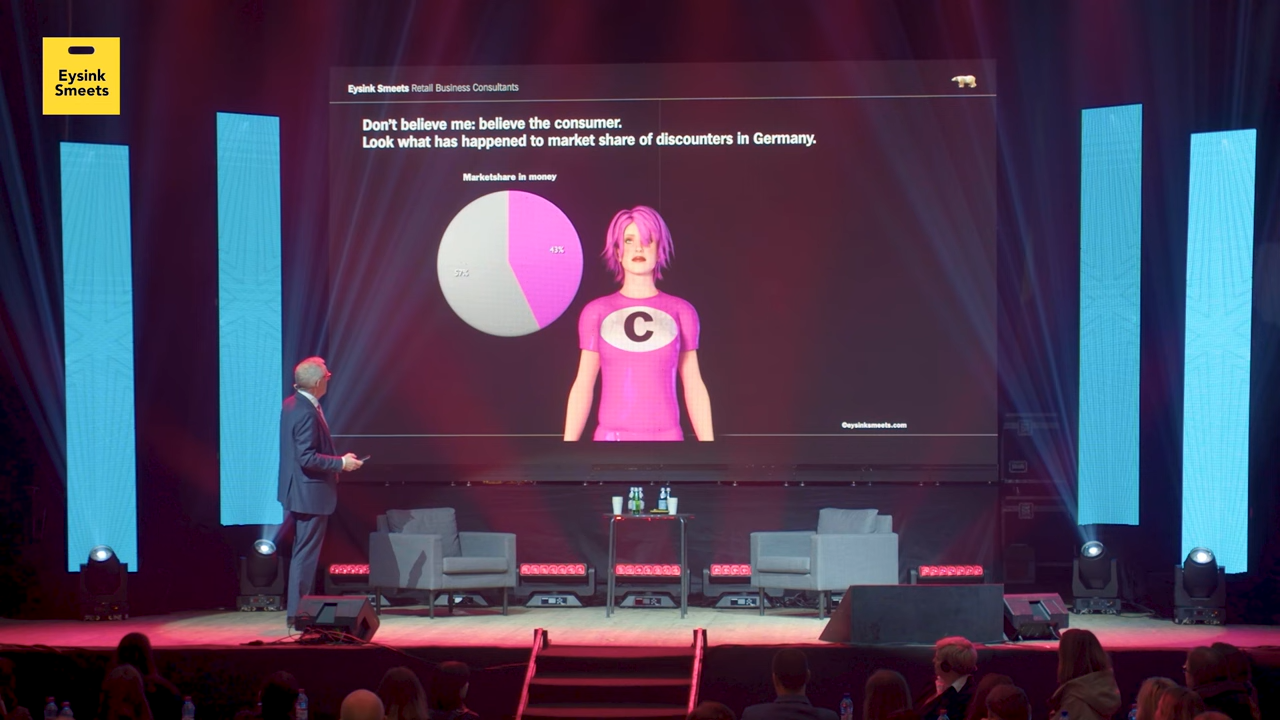 Eysink
Smeets
Eysink Smeets Retail Business Consultants
Don't believe me: believe the consumer.
Look what has happened to market share of discounters in Germany.
Marketshare in money
43%
57%
C
©eysinksmeets.com